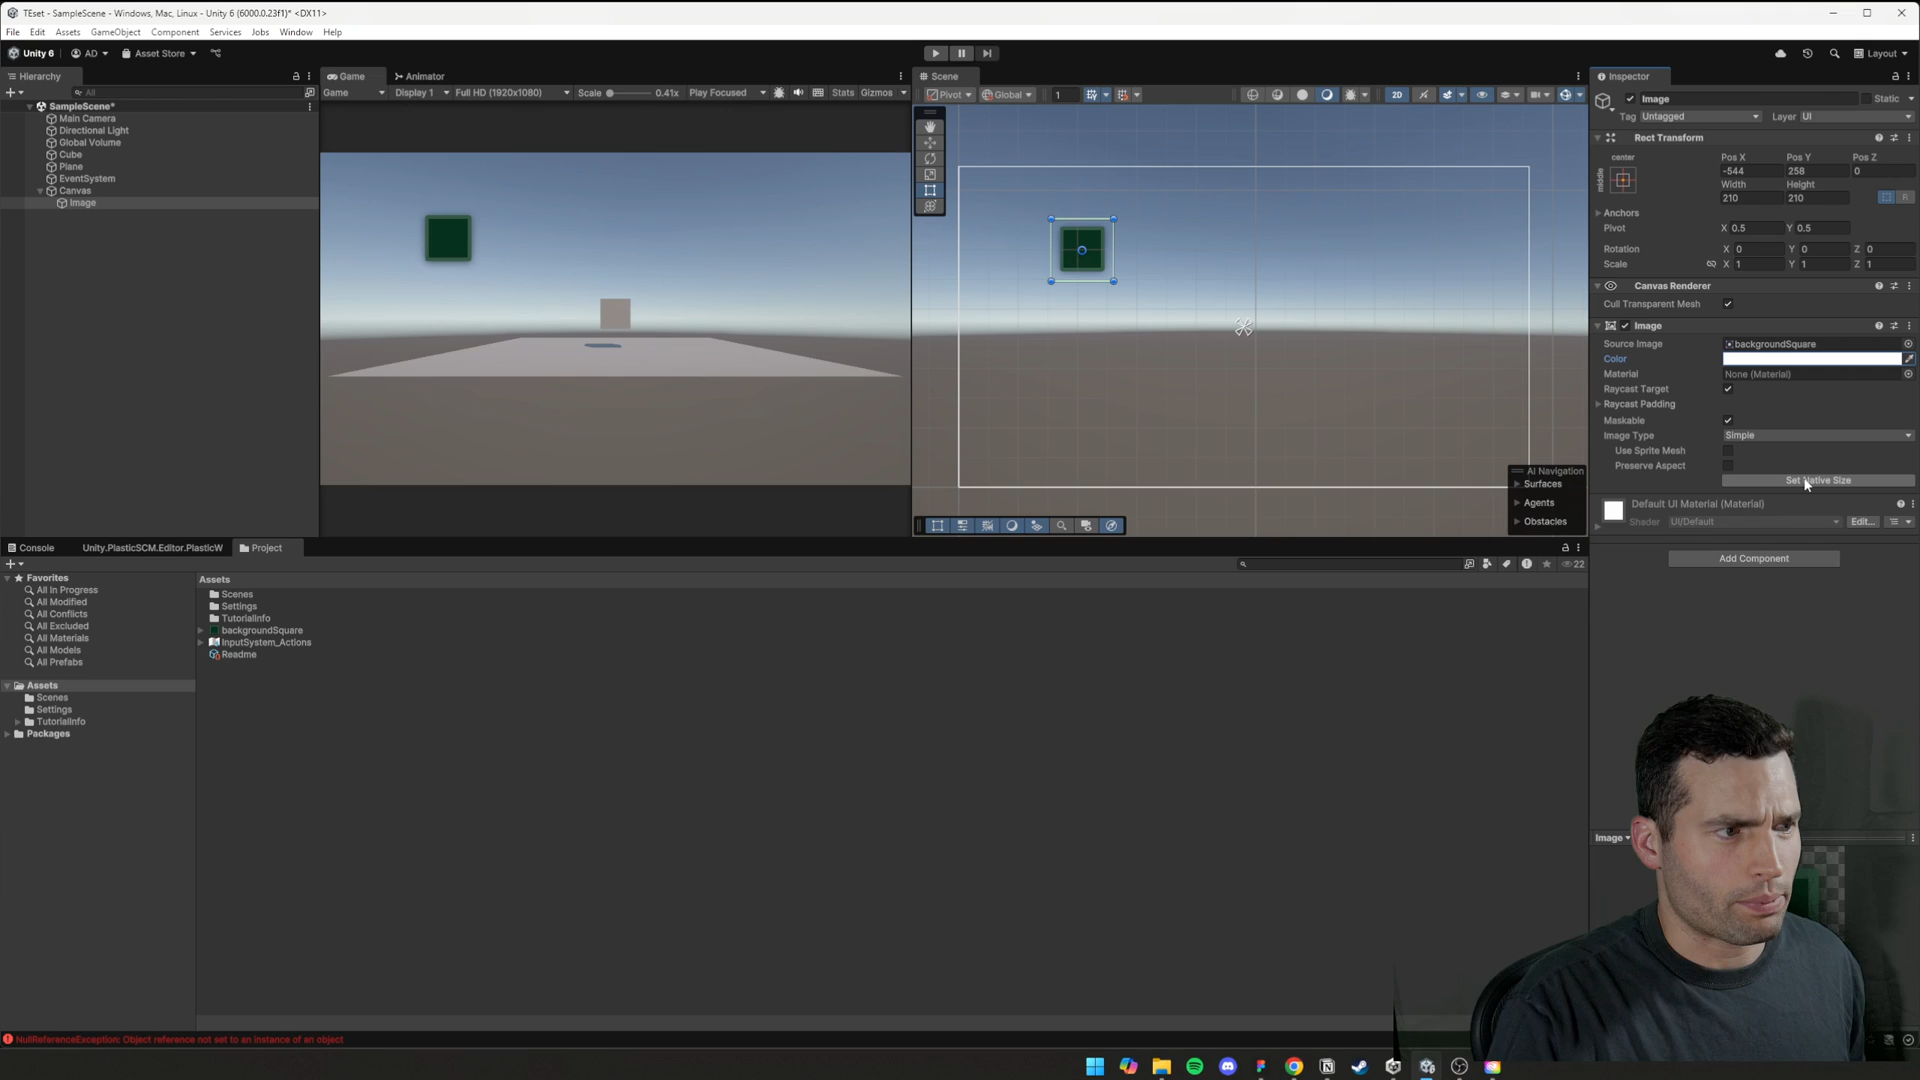 TEset - SampleScene - Windows, Mac, Linux - Unity 6 (6000.0.23f1)* <DX11>
File Edit Assets GameObject Component Services Jobs Window Help
Unity 6 AD Asset Store Layout
Hierarchy
All
SampleScene*
Main Camera
Directional Light
Global Volume
Cube
Plane
EventSystem
Canvas
Image
Game Animator
Game Display 1 Full HD (1920x1080) Scale 0.41x Play Focused Stats Gizmos
Scene
Pivot Global 1 2D
AI Navigation
Surfaces
Agents
Obstacles
Inspector
Image Static
Tag Untagged Layer UI
Rect Transform
center Pos X Pos Y Pos Z
middle -544 258 0
Width Height
210 210 R
Anchors
Pivot X 0.5 Y 0.5
Rotation X 0 Y 0 Z 0
Scale X 1 Y 1 Z 1
Canvas Renderer
Cull Transparent Mesh
Image
Source Image backgroundSquare
Color
Material None (Material)
Raycast Target
Raycast Padding
Maskable
Image Type Simple
Use Sprite Mesh
Preserve Aspect
Set Native Size
Default UI Material (Material)
Shader UI/Default Edit...
Add Component
Image
Console Unity.PlasticSCM.Editor.PlasticW Project
22
Favorites
All In Progress
All Modified
All Conflicts
All Excluded
All Materials
All Models
All Prefabs
Assets
Scenes
Settings
TutorialInfo
Packages
Assets
Scenes
Settings
TutorialInfo
backgroundSquare
InputSystem_Actions
Readme
NullReferenceException: Object reference not set to an instance of an object